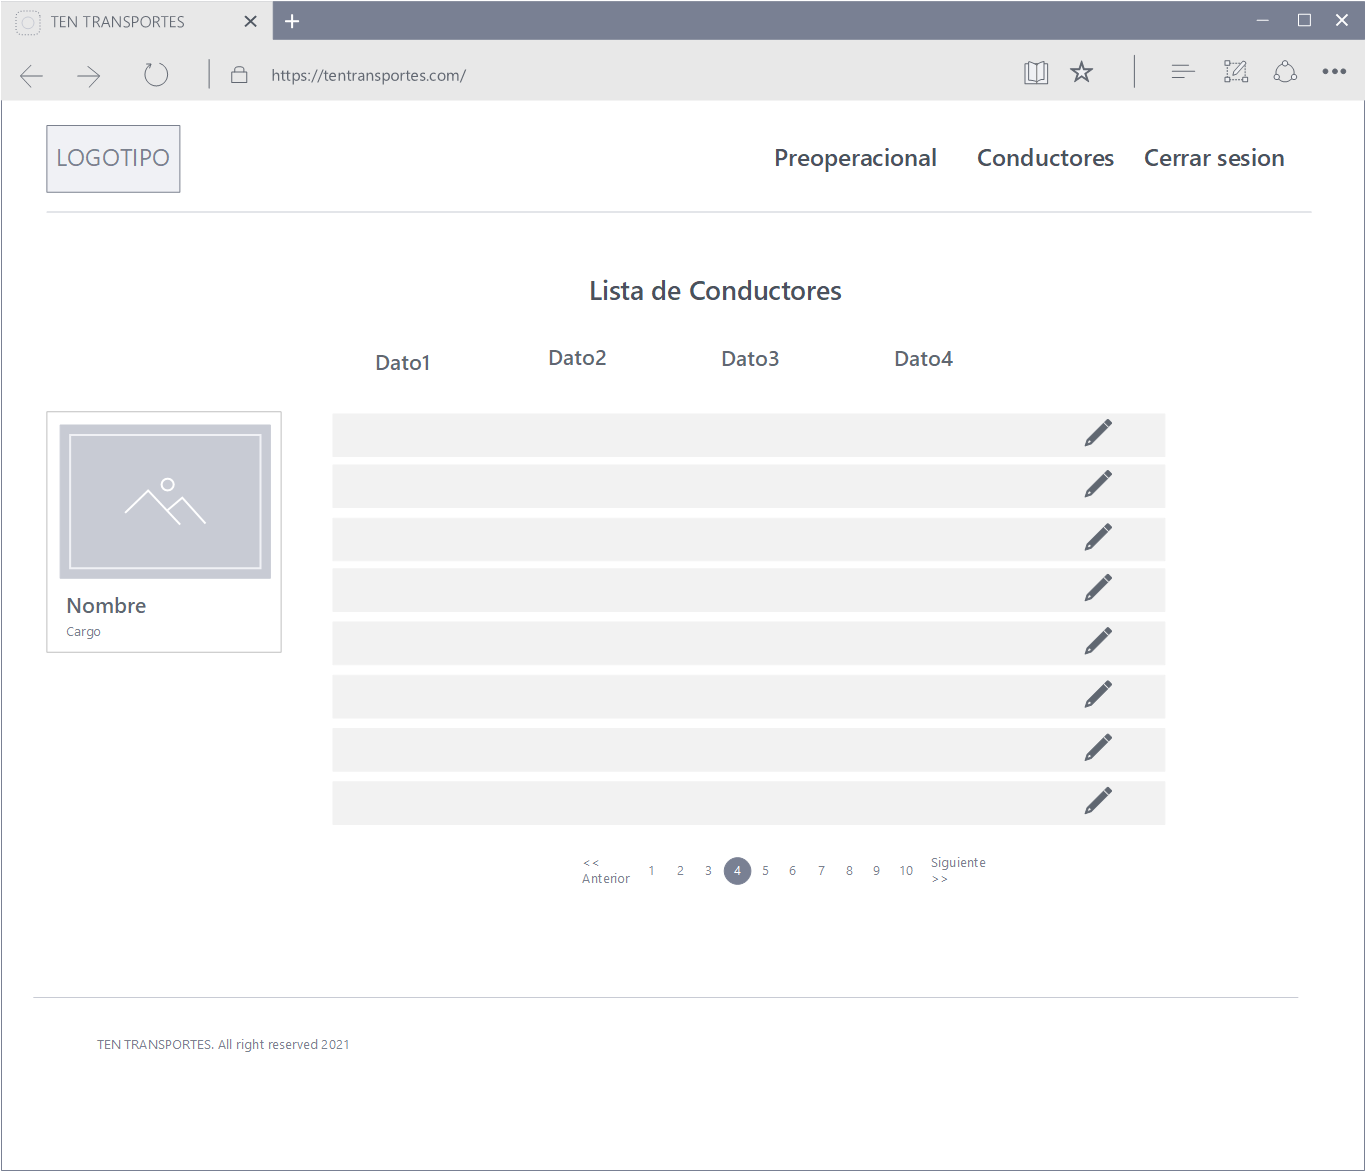 TEN TRANSPORTES
https://tentransportes.com/
LOGOTIPO
Preoperacional Conductores Cerrar sesion
Lista de Conductores
Dato1 Dato2 Dato3 Dato4
Nombre
Cargo
<< Anterior 1 2 3 4 5 6 7 8 9 10 Siguiente >>
TEN TRANSPORTES. All right reserved 2021